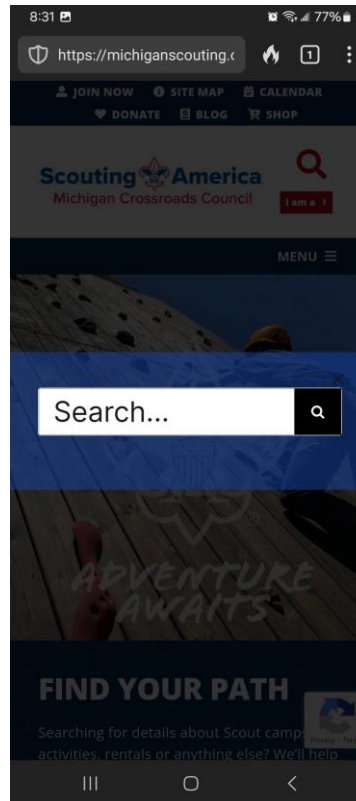 8:31 77%
https://michiganscouting.c 1
JOIN NOW SITE MAP CALENDAR
DONATE BLOG SHOP
Scouting America
Michigan Crossroads Council
I am a >
MENU
×
Search...
ADVENTURE
AWAITS
FIND YOUR PATH
Searching for details about Scout camps,
activities, rentals or anything else? We'll help